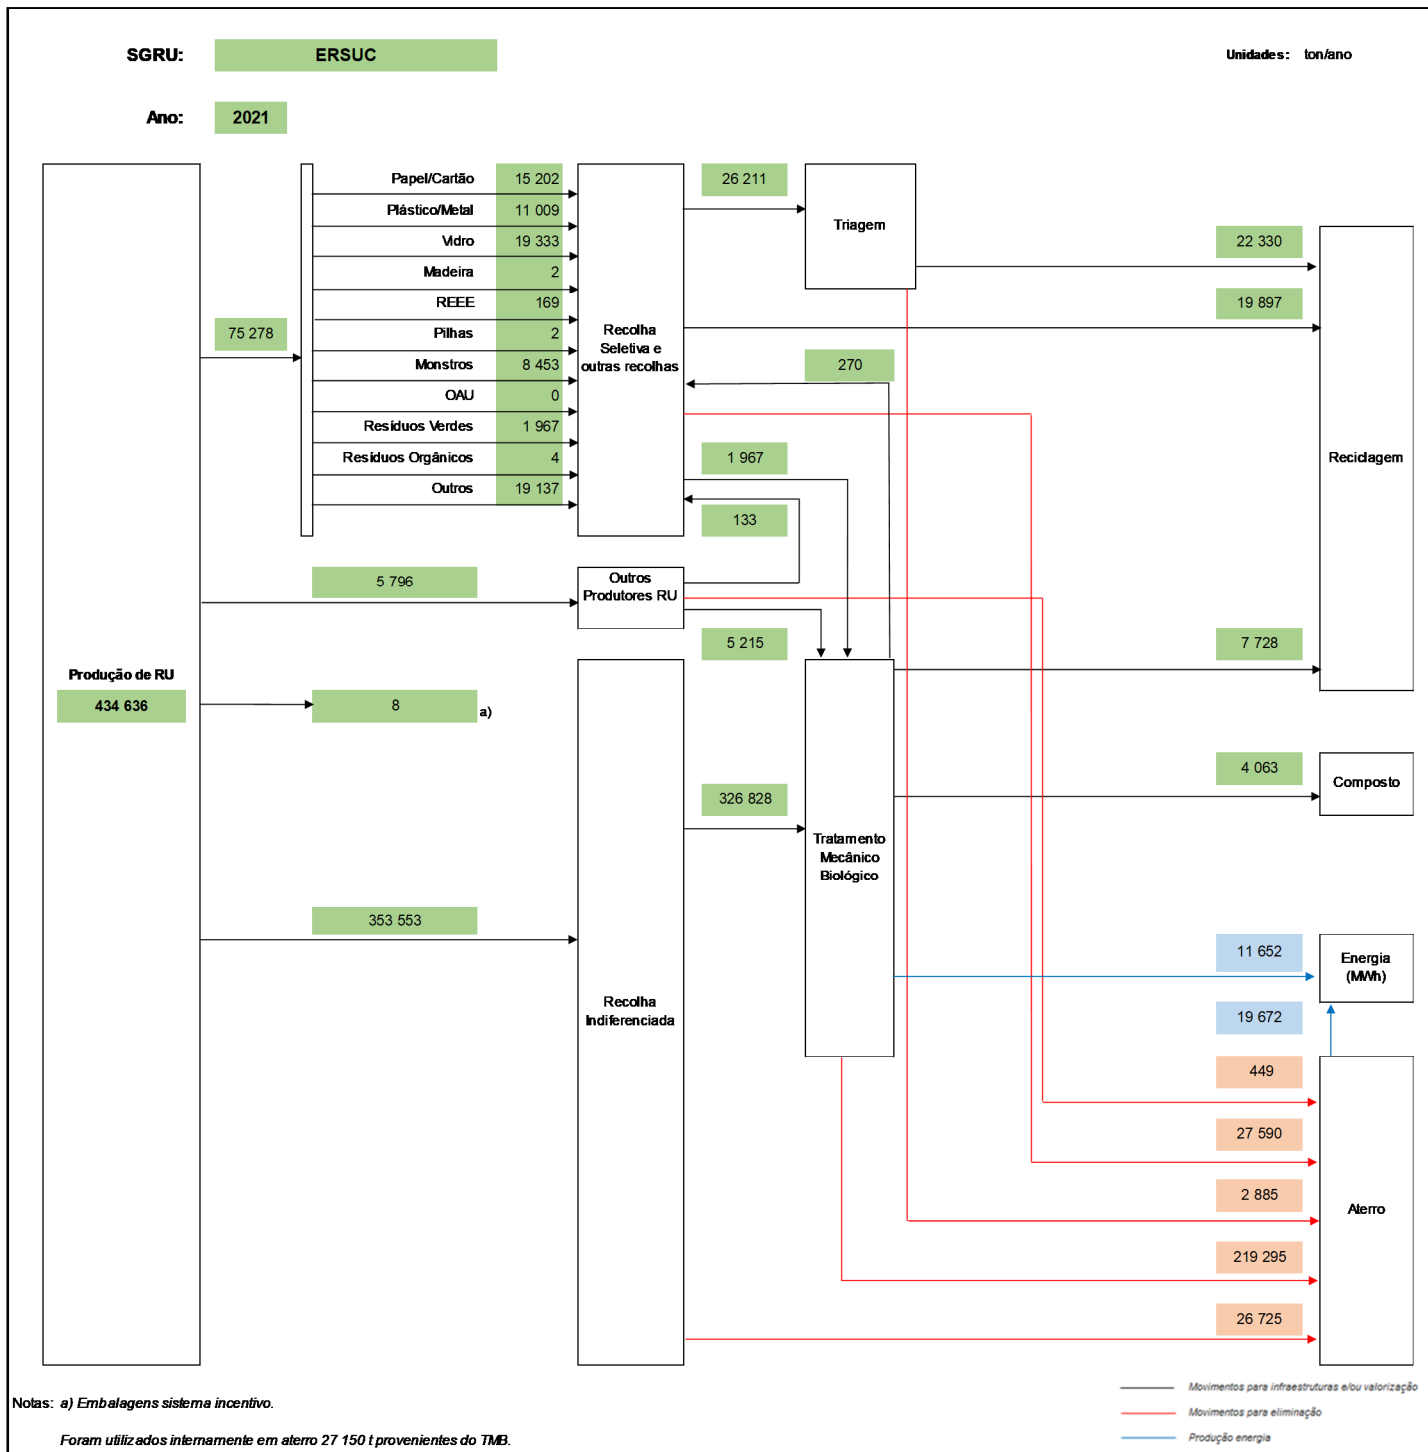 SGRU: ERSUC
Unidades: ton/ano
Ano: 2021
Papel/Cartão 15 202
Plástico/Metal 11 009
Vidro 19 333
Madeira 2
REEE 169
Pilhas 2
Monstros 8 453
OAU 0
Resíduos Verdes 1 967
Resíduos Orgânicos 4
Outros 19 137
75 278
Recolha
Seletiva e
outras recolhas
26 211
Triagem
22 330
19 897
270
1 967
133
Reciclagem
5 796
Outros
Produtores RU
5 215
7 728
Produção de RU
434 636
8 a)
4 063
Composto
326 828
Tratamento
Mecânico
Biológico
353 553
Recolha
Indiferenciada
11 652
Energia
(MWh)
19 672
449
27 590
2 885
Aterro
219 295
26 725
Notas: a) Embalagens sistema incentivo.
Foram utilizados internamente em aterro 27 150 t provenientes do TMB.
Movimentos para infraestruturas e/ou valorização
Movimentos para eliminação
Produção energia